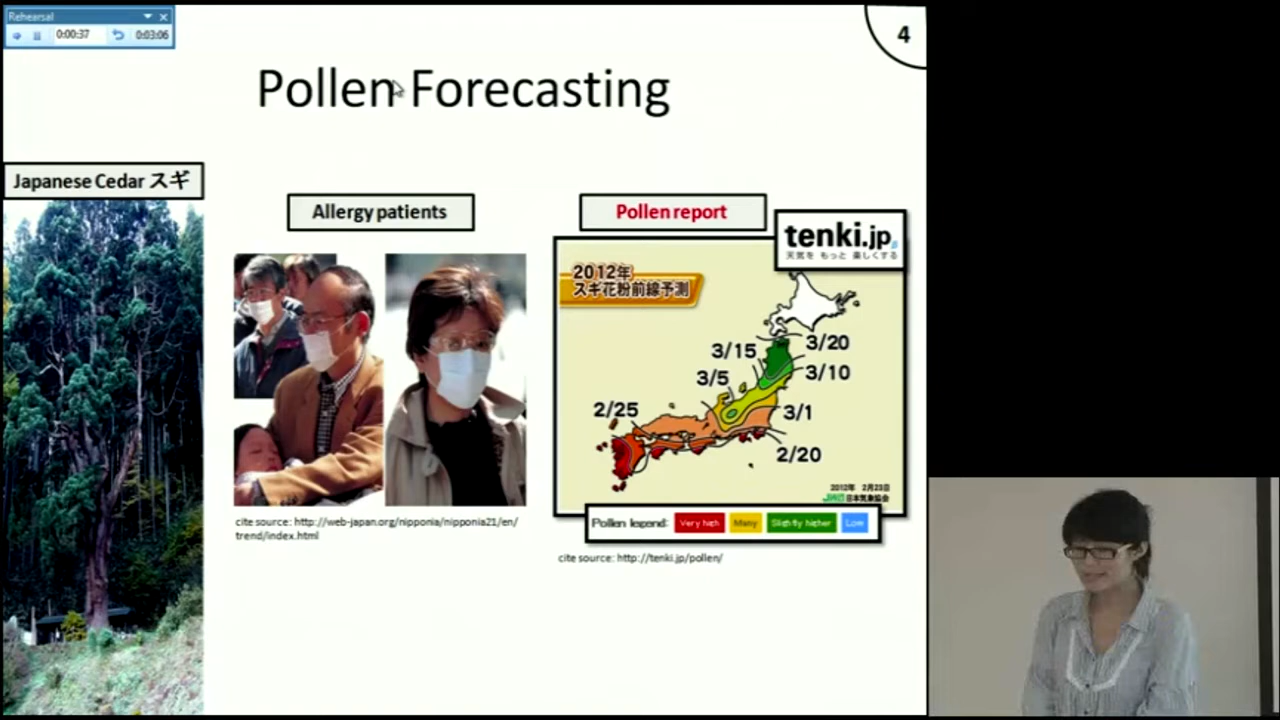 Rehearsal
0:00:37
0:03:06
4
Pollen Forecasting
Japanese Cedar スギ
Allergy patients
Pollen report
tenki.jp
天気を もっと 楽しくする
2012年
スギ花粉前線予測
3/15
3/20
3/5
3/10
2/25
3/1
2/20
2012年 2月23日
日本気象協会
Pollen legend:
Very high
Many
Slightly higher
Low
cite source: http://web-japan.org/nipponia/nipponia21/en/
trend/index.html
cite source: http://tenki.jp/pollen/